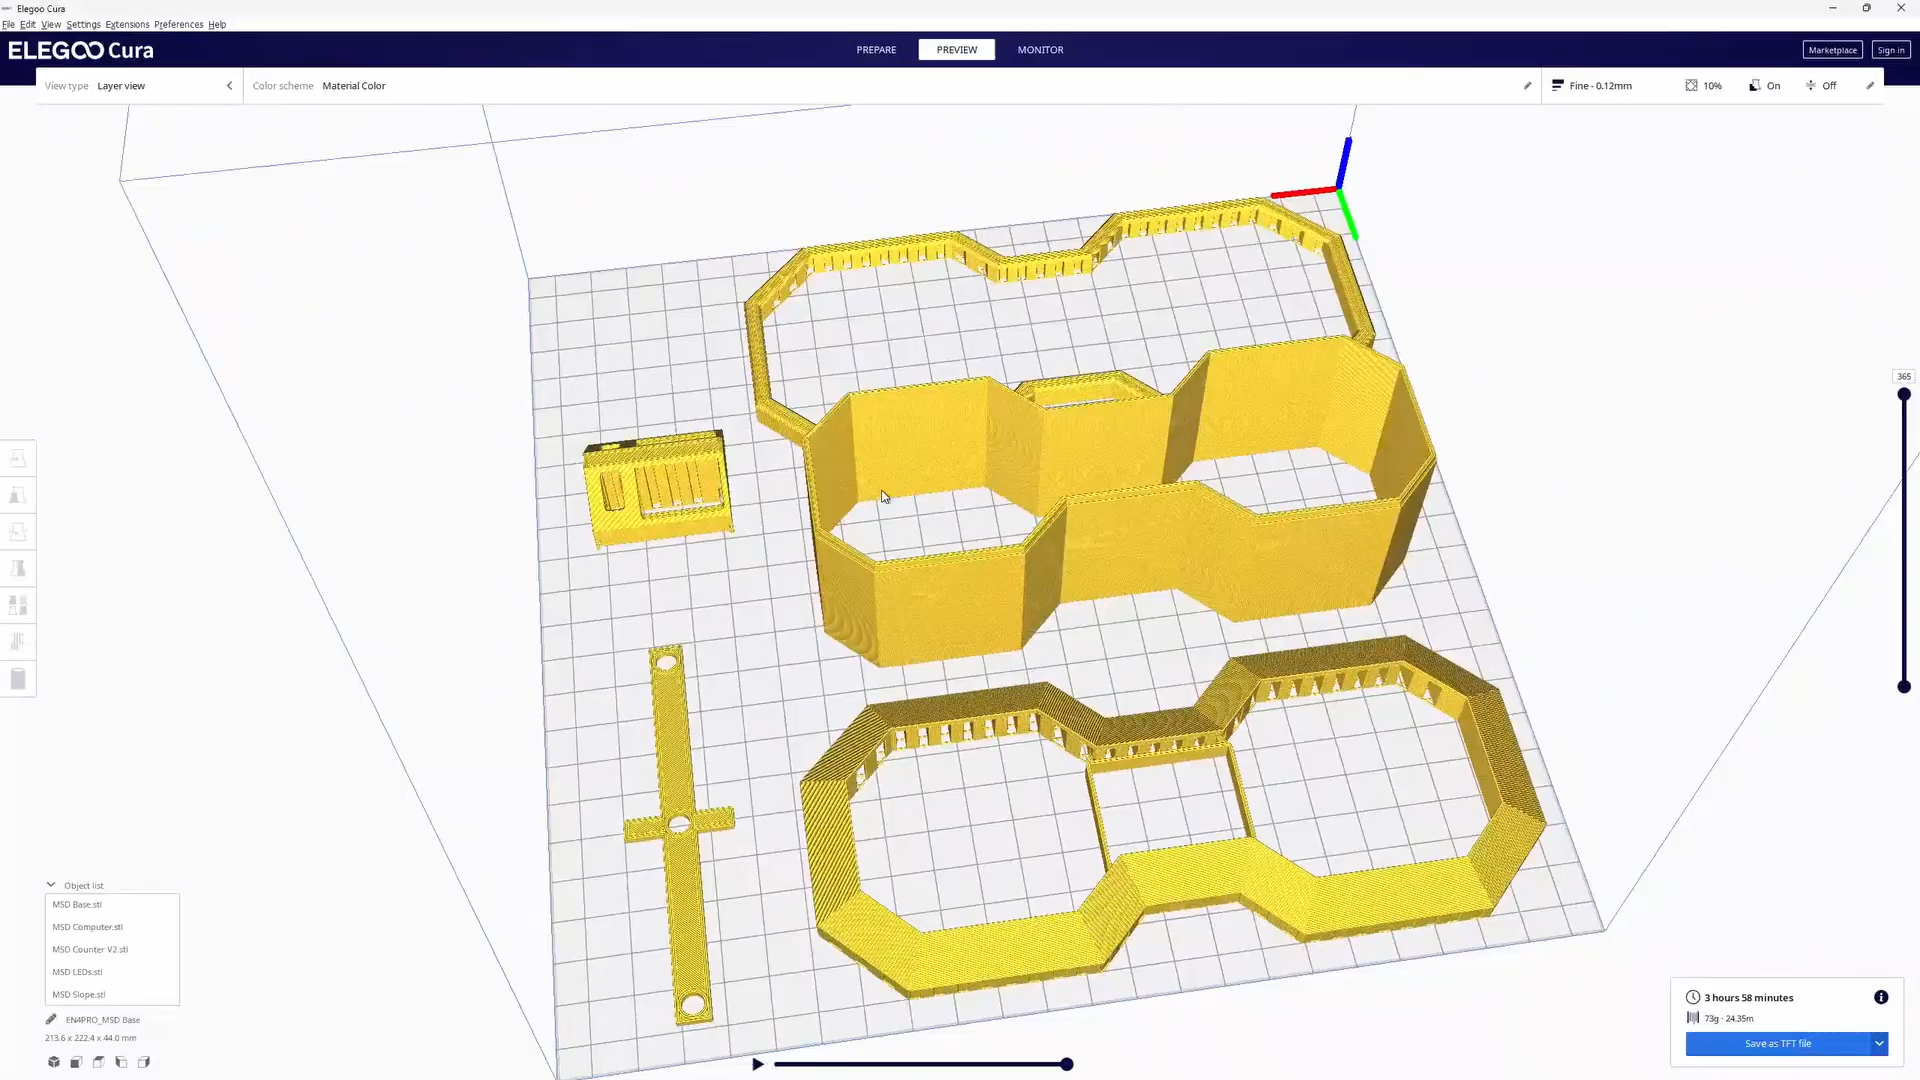 Elegoo Cura
File Edit View Settings Extensions Preferences Help
ELEGOO Cura
PREPARE PREVIEW MONITOR
Marketplace Sign in
View type Layer view
Color scheme Material Color
Fine - 0.12mm 10% On Off
365
Object list
MSD Base.stl
MSD Computer.stl
MSD Counter V2.stl
MSD LEDs.stl
MSD Slope.stl
EN4PRO_MSD Base
213.6 x 222.4 x 44.0 mm
3 hours 58 minutes
73g · 24.35m
Save as TFT file